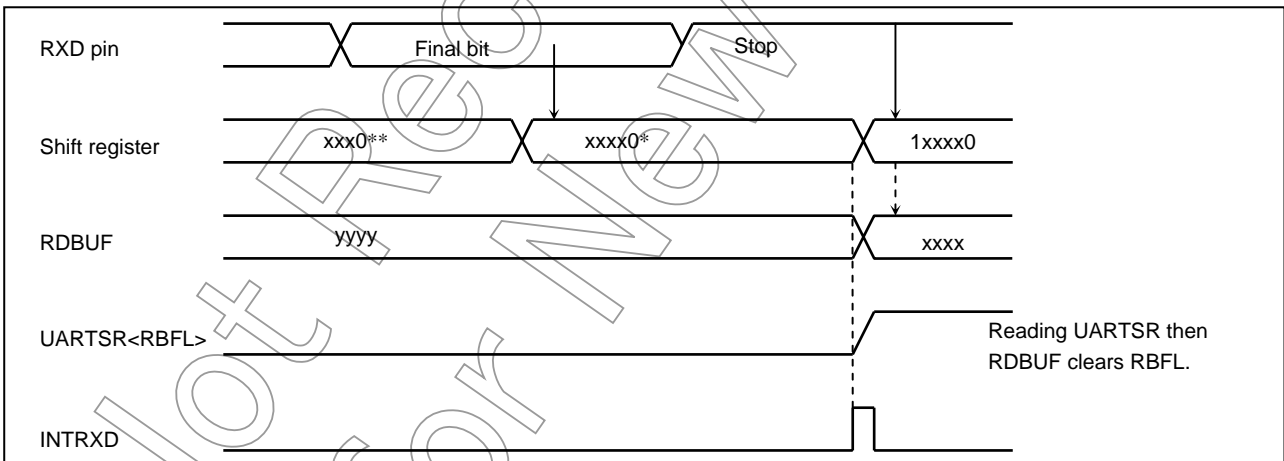 RXD pin
Final bit
Stop
Shift register
xxx0**
xxxx0*
1xxxx0
RDBUF
yyyy
xxxx
UARTSR<RBFL>
Reading UARTSR then
RDBUF clears RBFL.
INTRXD